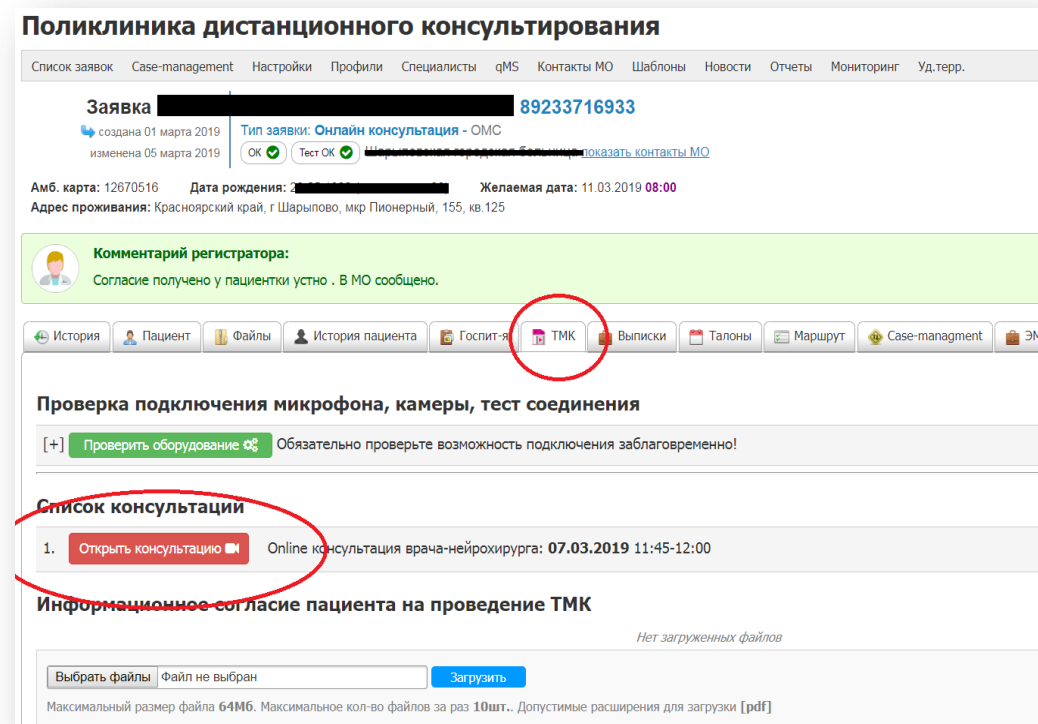 Поликлиника дистанционного консультирования
Список заявок Case-management Настройки Профили Специалисты qMS Контакты МО Шаблоны Новости Отчеты Мониторинг Уд.терр.
Заявка 89233716933
создана 01 марта 2019 Тип заявки: Онлайн консультация - ОМС
изменена 05 марта 2019 ОК Тест ОК Шарыповская городская больница показать контакты МО
Амб. карта: 12670516 Дата рождения: Желаемая дата: 11.03.2019 08:00
Адрес проживания: Красноярский край, г Шарыпово, мкр Пионерный, 155, кв.125
Комментарий регистратора:
Согласие получено у пациентки устно . В МО сообщено.
История Пациент Файлы История пациента Госпит-я ТМК Выписки Талоны Маршрут Case-managment ЭМ
Проверка подключения микрофона, камеры, тест соединения
[+] Проверить оборудование Обязательно проверьте возможность подключения заблаговременно!
Список консультаций
1. Открыть консультацию Online консультация врача-нейрохирурга: 07.03.2019 11:45-12:00
Информационное согласие пациента на проведение ТМК
Нет загруженных файлов
Выбрать файлы Файл не выбран Загрузить
Максимальный размер файла 64Мб. Максимальное кол-во файлов за раз 10шт.. Допустимые расширения для загрузки [pdf]